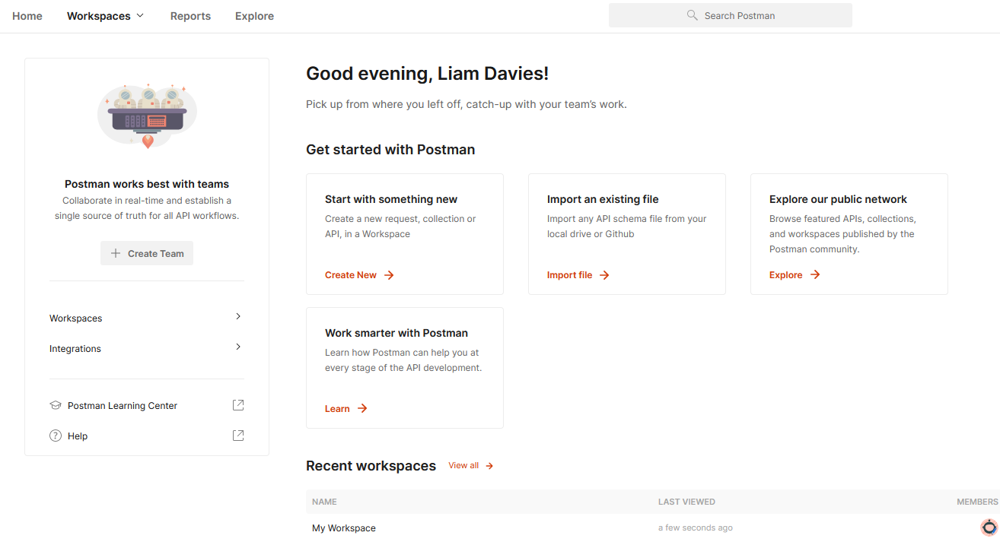 Home Workspaces Reports Explore Search Postman
Postman works best with teams
Collaborate in real-time and establish a
single source of truth for all API workflows.
Create Team
Workspaces
Integrations
Postman Learning Center
Help
Good evening, Liam Davies!
Pick up from where you left off, catch-up with your team’s work.
Get started with Postman
Start with something new
Create a new request, collection or
API, in a Workspace
Create New
Import an existing file
Import any API schema file from your
local drive or Github
Import file
Explore our public network
Browse featured APIs, collections,
and workspaces published by the
Postman community.
Explore
Work smarter with Postman
Learn how Postman can help you at
every stage of the API development.
Learn
Recent workspaces View all
NAME LAST VIEWED MEMBERS
My Workspace a few seconds ago